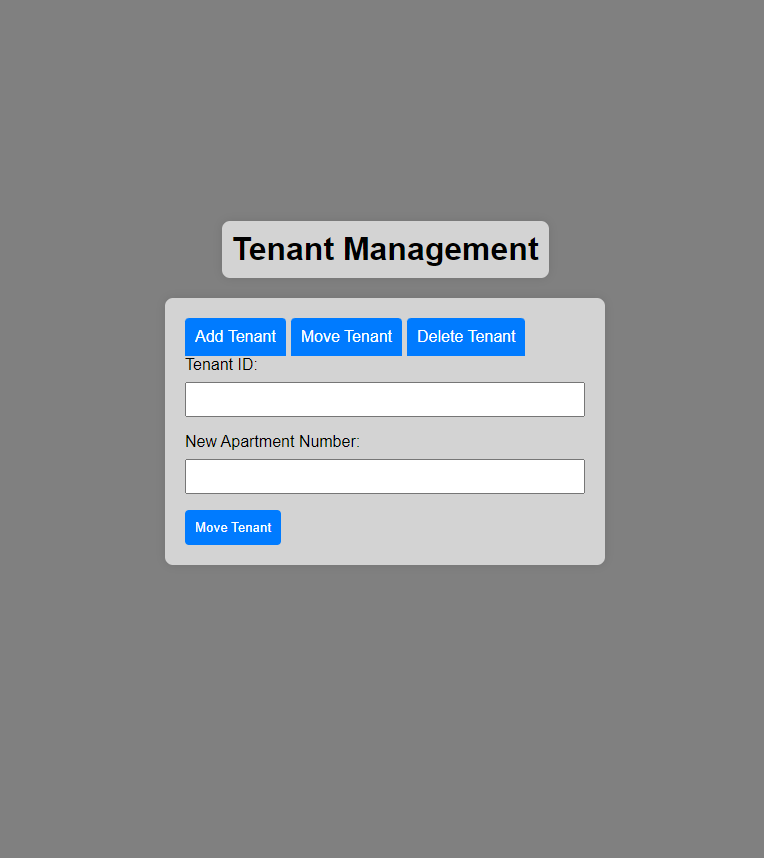 Tenant Management
Add Tenant Move Tenant Delete Tenant
Tenant ID:
New Apartment Number:
Move Tenant